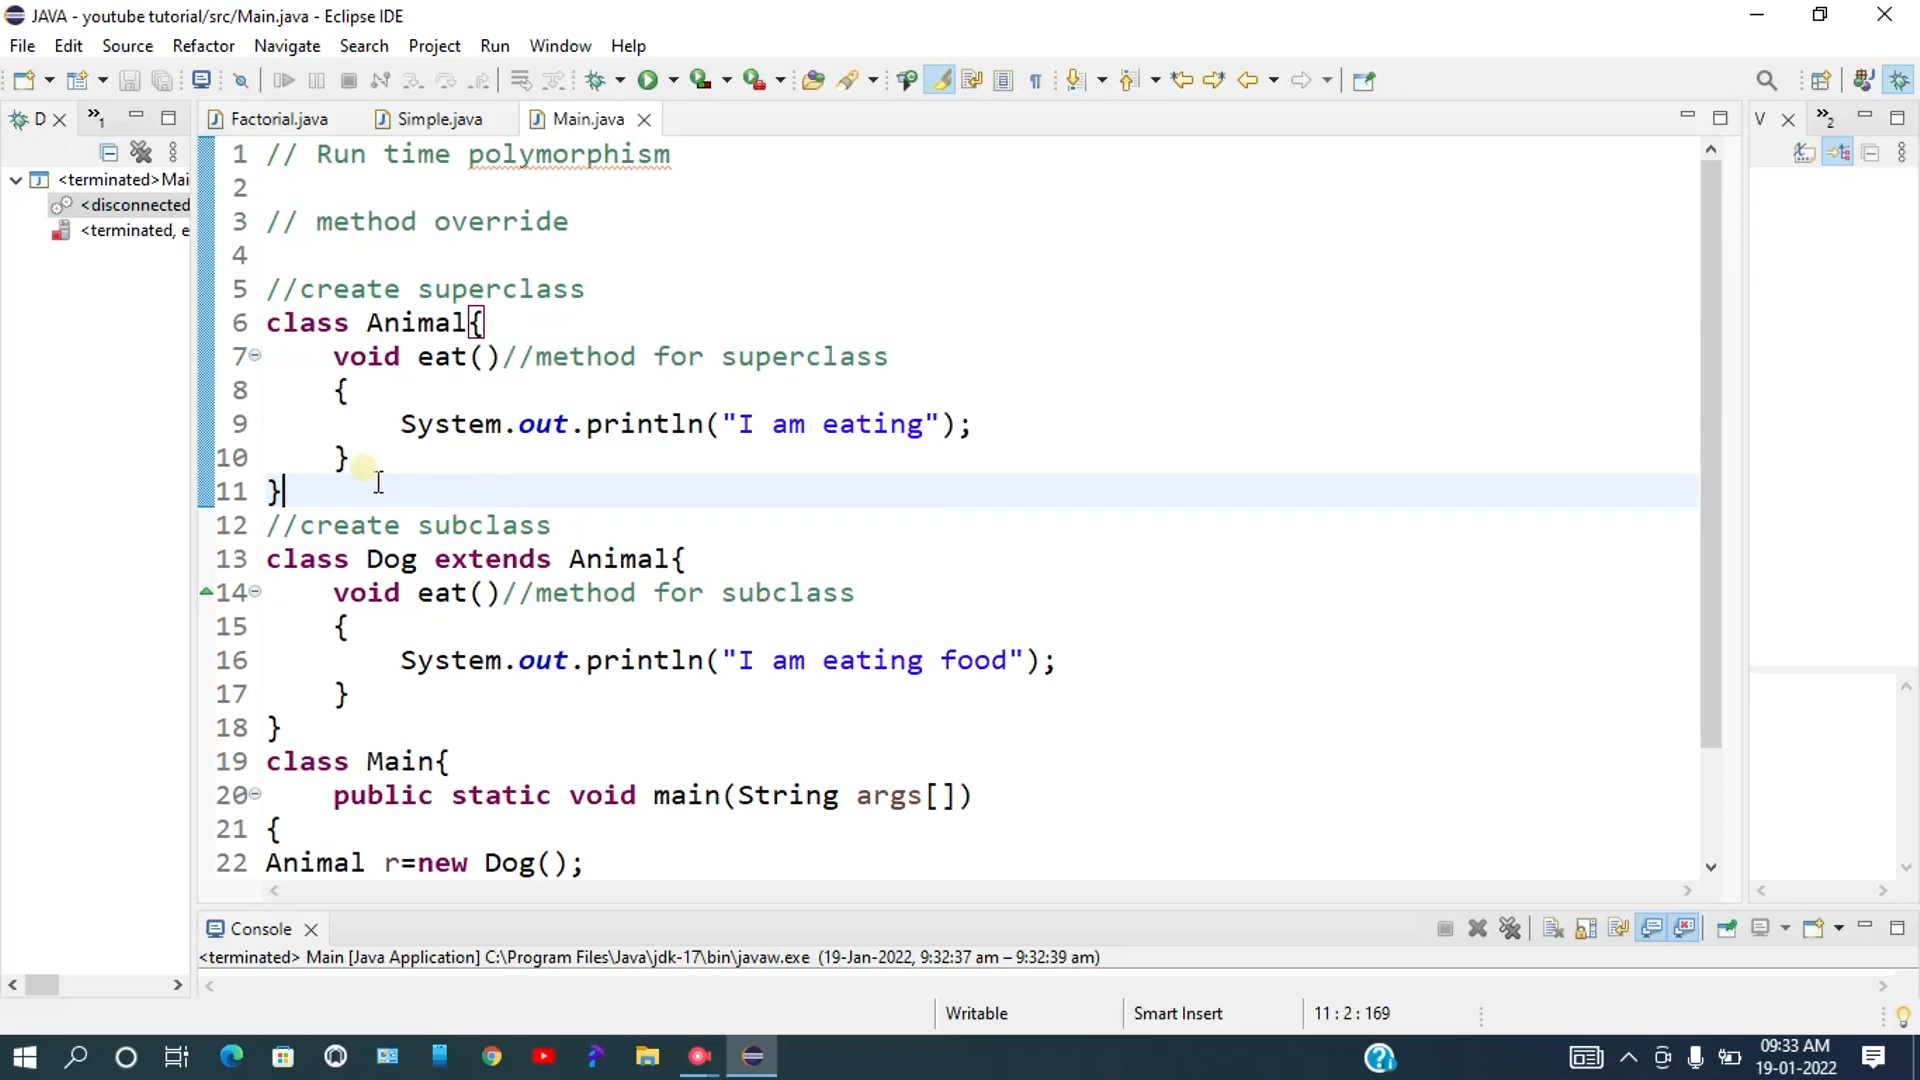 JAVA - youtube tutorial/src/Main.java - Eclipse IDE
File Edit Source Refactor Navigate Search Project Run Window Help
D Factorial.java Simple.java Main.java V
<terminated>Mai
<disconnected
<terminated, e
1 // Run time polymorphism
2
3 // method override
4
5 //create superclass
6 class Animal{
7 void eat()//method for superclass
8 {
9 System.out.println("I am eating");
10 }
11 }
12 //create subclass
13 class Dog extends Animal{
14 void eat()//method for subclass
15 {
16 System.out.println("I am eating food");
17 }
18 }
19 class Main{
20 public static void main(String args[])
21 {
22 Animal r=new Dog();
Console
<terminated> Main [Java Application] C:\Program Files\Java\jdk-17\bin\javaw.exe (19-Jan-2022, 9:32:37 am – 9:32:39 am)
Writable Smart Insert 11 : 2 : 169
09:33 AM
19-01-2022